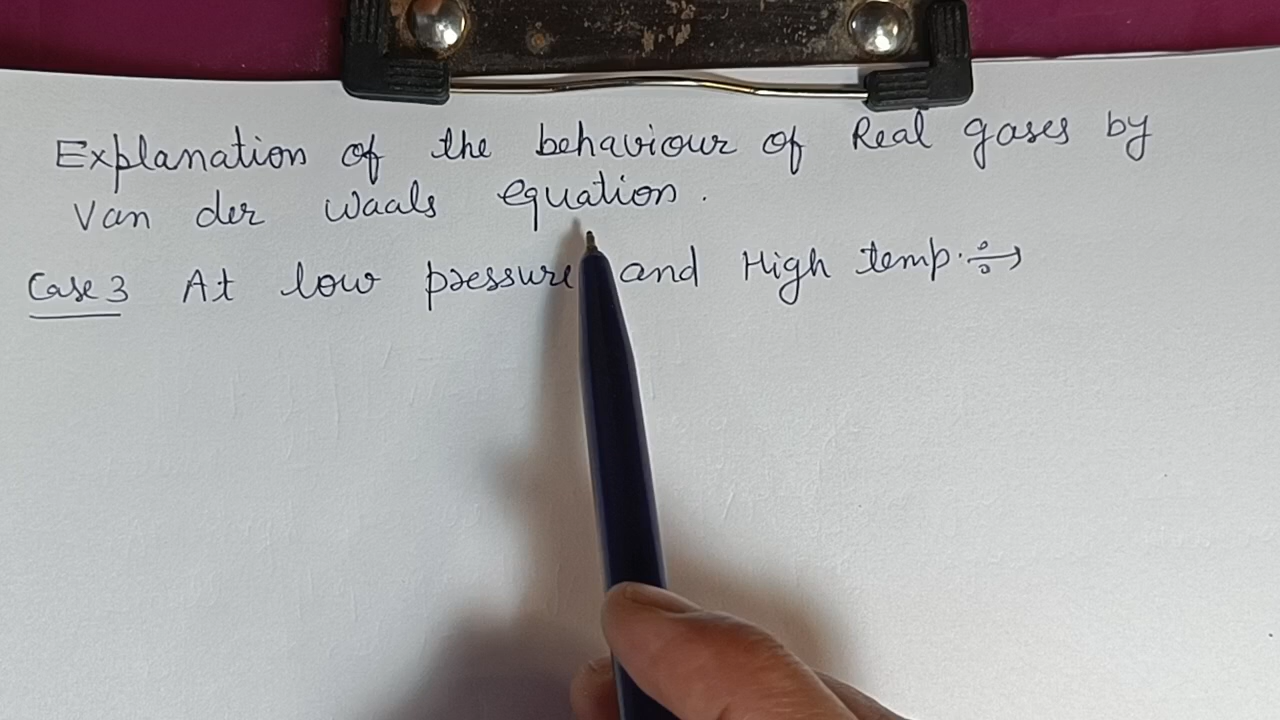 Explanation of the behaviour of Real gases by
Van der Waals equation.
Case 3 At low pressure and High temp. ÷→